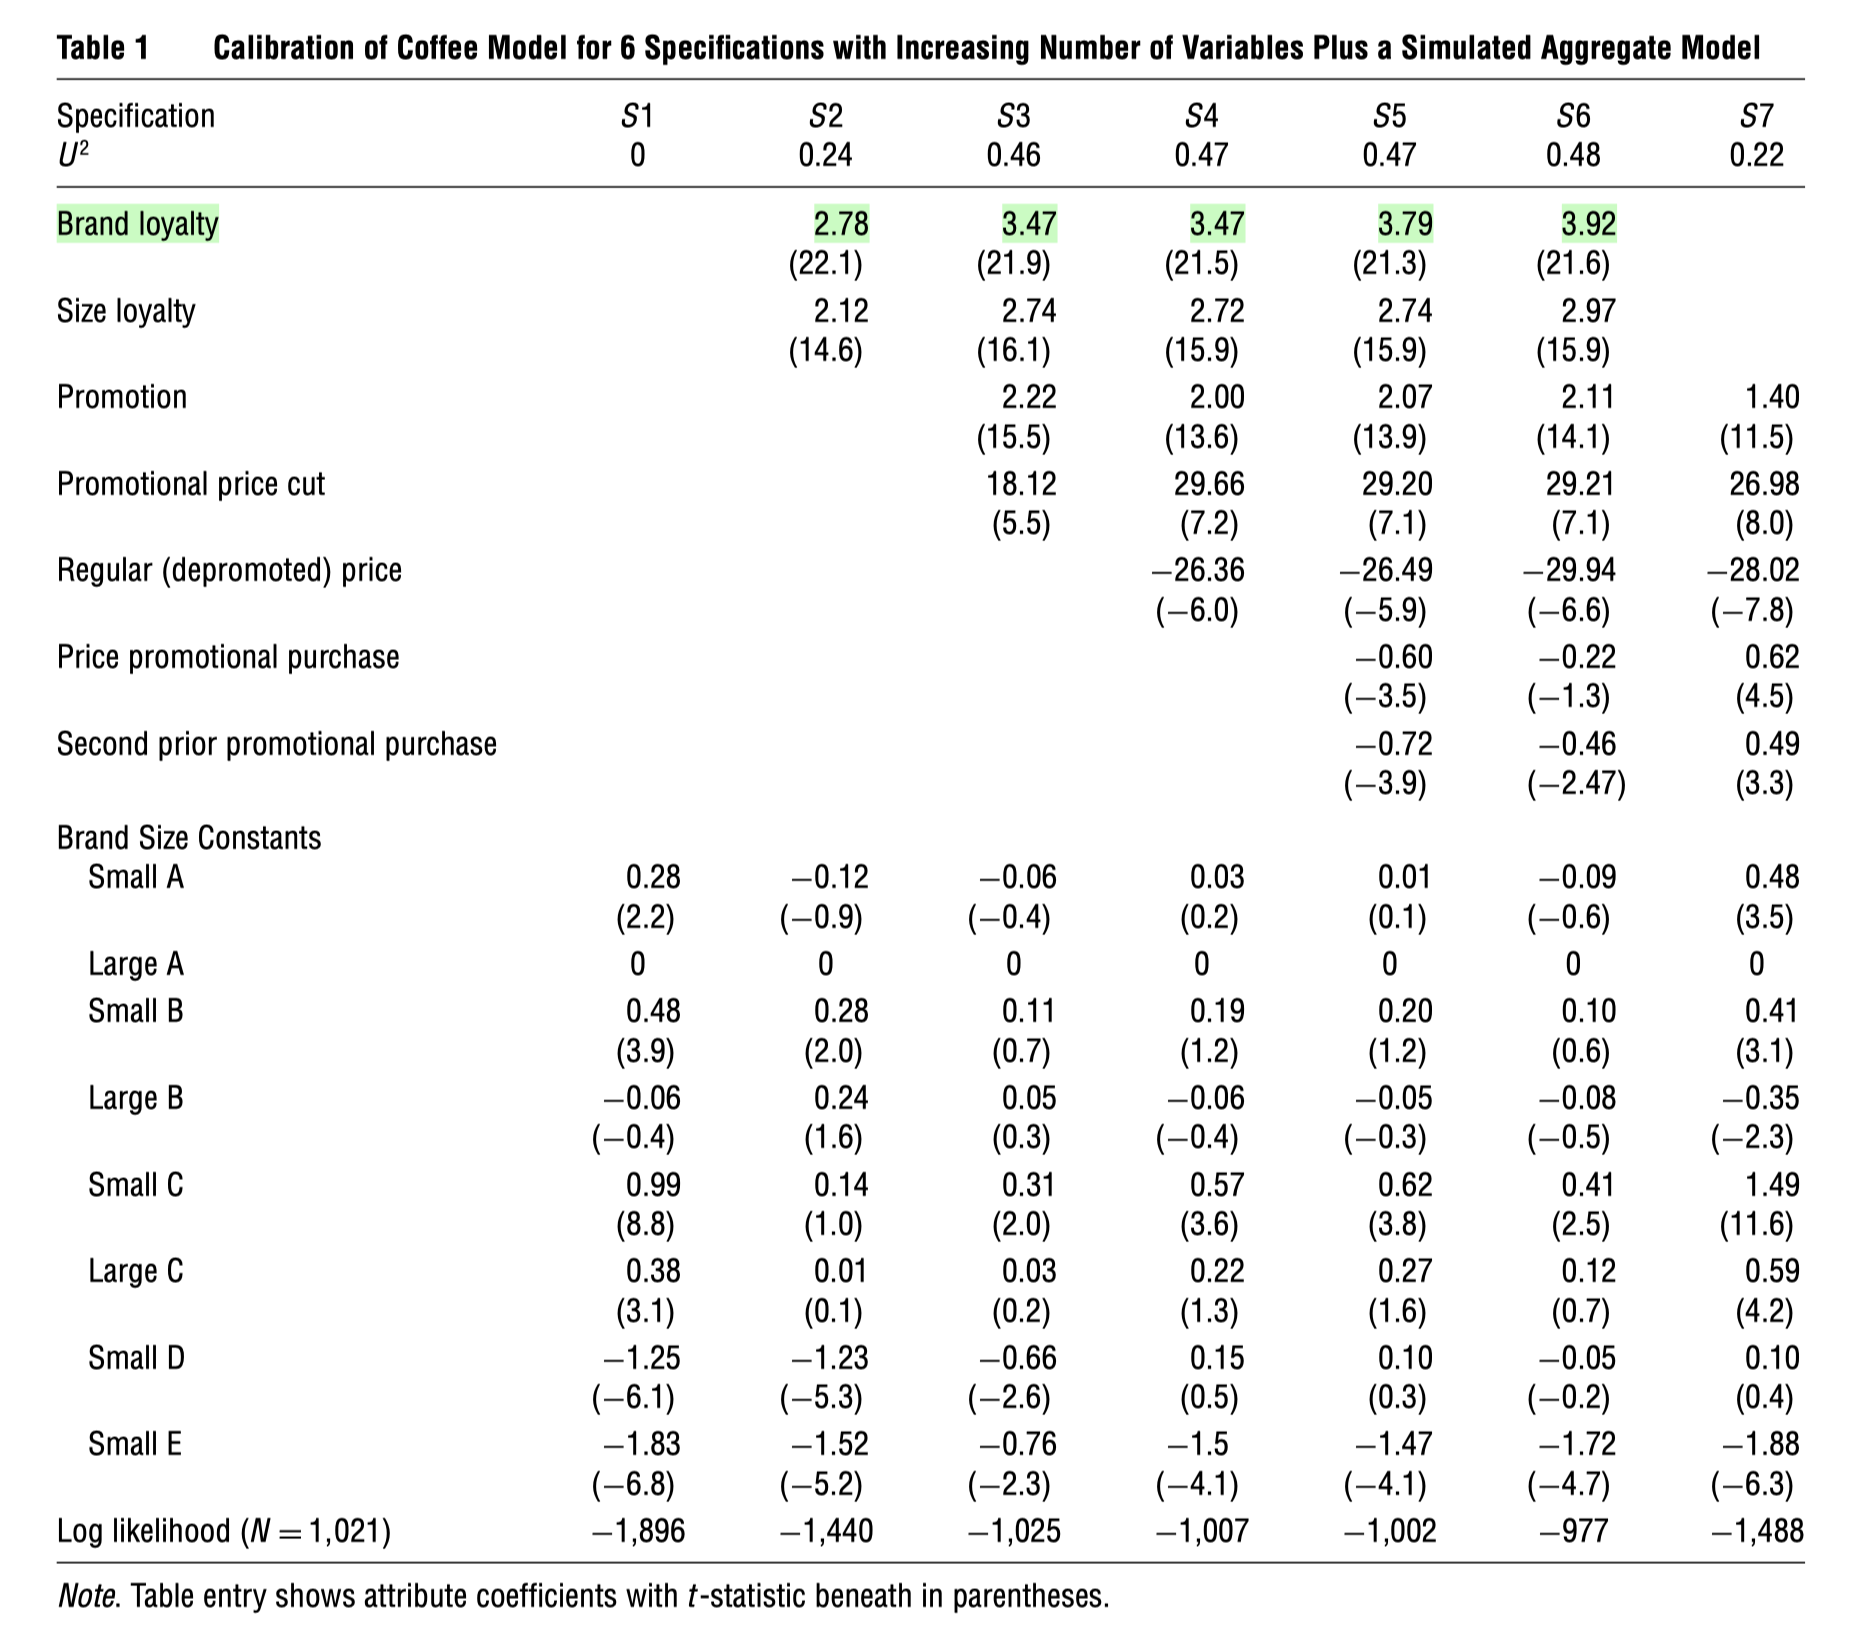 Table 1 Calibration of Coffee Model for 6 Specifications with Increasing Number of Variables Plus a Simulated Aggregate Model
Specification S1 S2 S3 S4 S5 S6 S7
U² 0 0.24 0.46 0.47 0.47 0.48 0.22
Brand loyalty 2.78 3.47 3.47 3.79 3.92
(22.1) (21.9) (21.5) (21.3) (21.6)
Size loyalty 2.12 2.74 2.72 2.74 2.97
(14.6) (16.1) (15.9) (15.9) (15.9)
Promotion 2.22 2.00 2.07 2.11 1.40
(15.5) (13.6) (13.9) (14.1) (11.5)
Promotional price cut 18.12 29.66 29.20 29.21 26.98
(5.5) (7.2) (7.1) (7.1) (8.0)
Regular (depromoted) price −26.36 −26.49 −29.94 −28.02
(−6.0) (−5.9) (−6.6) (−7.8)
Price promotional purchase −0.60 −0.22 0.62
(−3.5) (−1.3) (4.5)
Second prior promotional purchase −0.72 −0.46 0.49
(−3.9) (−2.47) (3.3)
Brand Size Constants
Small A 0.28 −0.12 −0.06 0.03 0.01 −0.09 0.48
(2.2) (−0.9) (−0.4) (0.2) (0.1) (−0.6) (3.5)
Large A 0 0 0 0 0 0 0
Small B 0.48 0.28 0.11 0.19 0.20 0.10 0.41
(3.9) (2.0) (0.7) (1.2) (1.2) (0.6) (3.1)
Large B −0.06 0.24 0.05 −0.06 −0.05 −0.08 −0.35
(−0.4) (1.6) (0.3) (−0.4) (−0.3) (−0.5) (−2.3)
Small C 0.99 0.14 0.31 0.57 0.62 0.41 1.49
(8.8) (1.0) (2.0) (3.6) (3.8) (2.5) (11.6)
Large C 0.38 0.01 0.03 0.22 0.27 0.12 0.59
(3.1) (0.1) (0.2) (1.3) (1.6) (0.7) (4.2)
Small D −1.25 −1.23 −0.66 0.15 0.10 −0.05 0.10
(−6.1) (−5.3) (−2.6) (0.5) (0.3) (−0.2) (0.4)
Small E −1.83 −1.52 −0.76 −1.5 −1.47 −1.72 −1.88
(−6.8) (−5.2) (−2.3) (−4.1) (−4.1) (−4.7) (−6.3)
Log likelihood (N = 1,021) −1,896 −1,440 −1,025 −1,007 −1,002 −977 −1,488
Note. Table entry shows attribute coefficients with t-statistic beneath in parentheses.